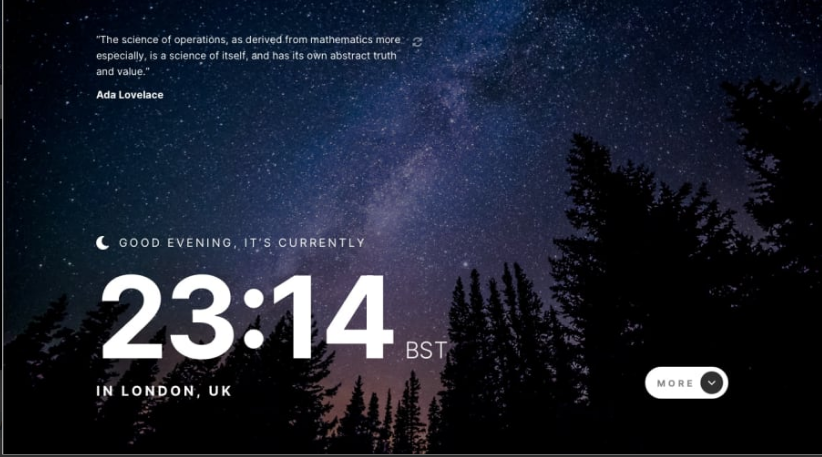 “The science of operations, as derived from mathematics more
especially, is a science of itself, and has its own abstract truth
and value.”
Ada Lovelace
GOOD EVENING, IT'S CURRENTLY
23:14 BST
IN LONDON, UK
MORE